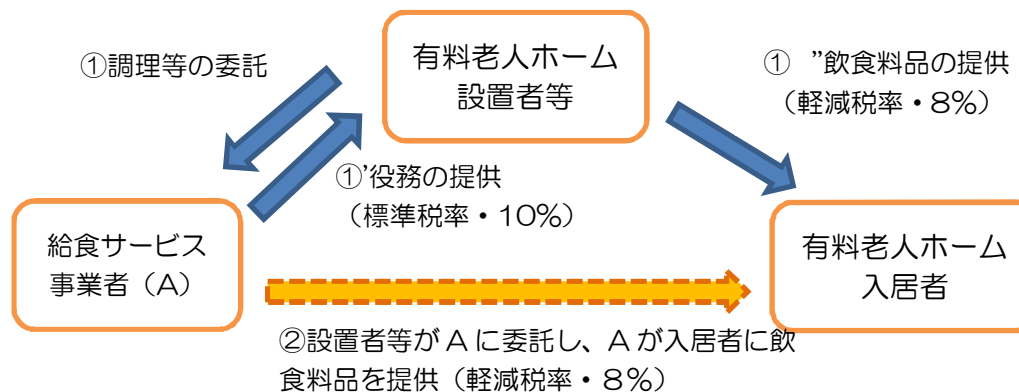 ①調理等の委託
有料老人ホーム
設置者等
① ”飲食料品の提供
（軽減税率・8％）
①’役務の提供
（標準税率・10％）
給食サービス
事業者（A）
有料老人ホーム
入居者
②設置者等が A に委託し、A が入居者に飲
食料品を提供（軽減税率・８％）